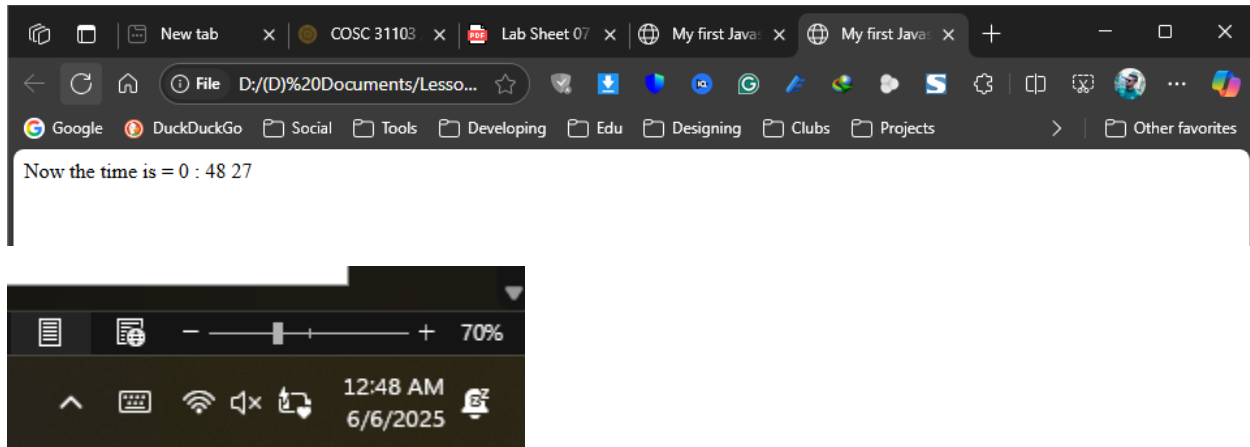 New tab COSC 31103 Lab Sheet 07 My first Javas My first Javas
File D:/(D)%20Documents/Lesso...
Google DuckDuckGo Social Tools Developing Edu Designing Clubs Projects Other favorites
Now the time is = 0 : 48 27
70%
12:48 AM
6/6/2025